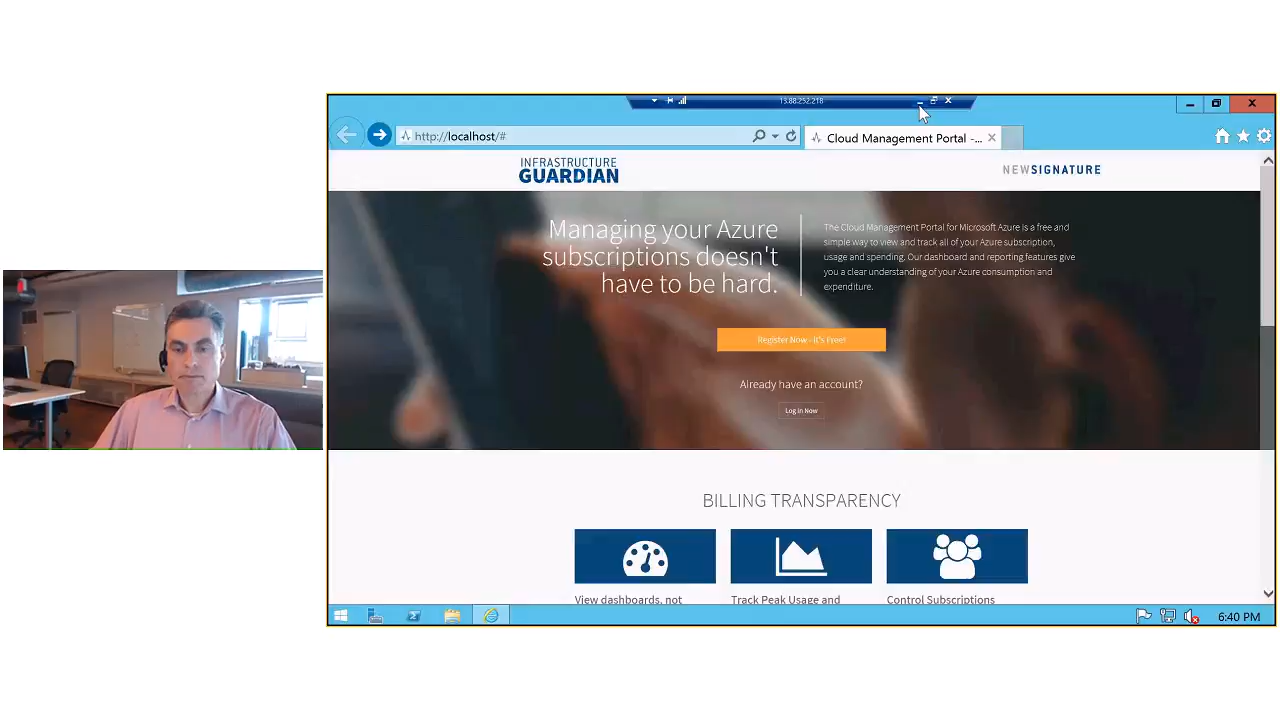 13.88.252.218
http://localhost/#
Cloud Management Portal -...
INFRASTRUCTURE
GUARDIAN
NEWSIGNATURE
Managing your Azure
subscriptions doesn't
have to be hard.
The Cloud Management Portal for Microsoft Azure is a free and
simple way to view and track all of your Azure subscription,
usage and spending. Our dashboard and reporting features give
you a clear understanding of your Azure consumption and
expenditure.
Register Now - It's Free!
Already have an account?
Log in Now
BILLING TRANSPARENCY
View dashboards, not
Track Peak Usage and
Control Subscriptions
6:40 PM